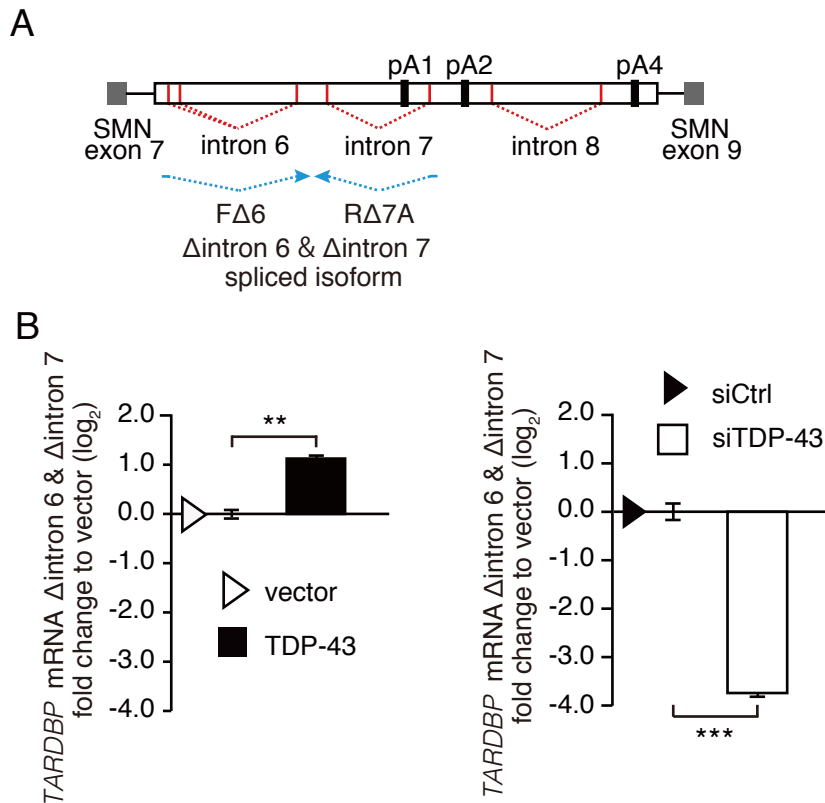 A
pA1 pA2 pA4
SMN exon 7
intron 6 intron 7 intron 8
SMN exon 9
FΔ6 RΔ7A
Δintron 6 & Δintron 7
spliced isoform
B
TARDBP mRNA Δintron 6 & Δintron 7
fold change to vector (log₂)
2.0
1.0
0.0
-1.0
-2.0
-3.0
-4.0
**
vector
TDP-43
TARDBP mRNA Δintron 6 & Δintron 7
fold change to vector (log₂)
2.0
1.0
0.0
-1.0
-2.0
-3.0
-4.0
siCtrl
siTDP-43
***